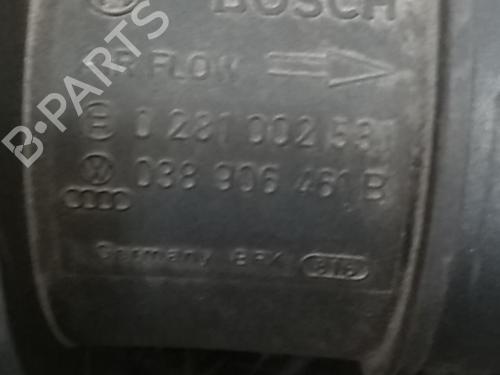 BOSCH
AIR FLOW
0 281 002 531
038 906 461 B
Germany
B-PARTS